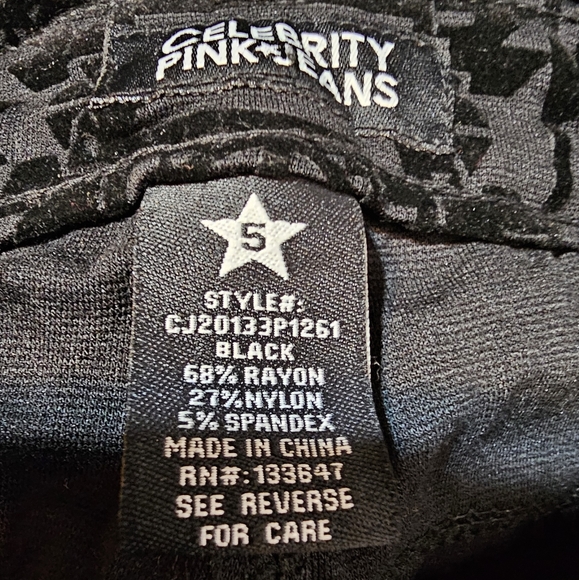 CELEBRITY
PINK★JEANS
5
STYLE#:
CJ20133P1261
BLACK
68% RAYON
27%NYLON
5% SPANDEX
MADE IN CHINA
RN#:133647
SEE REVERSE
FOR CARE